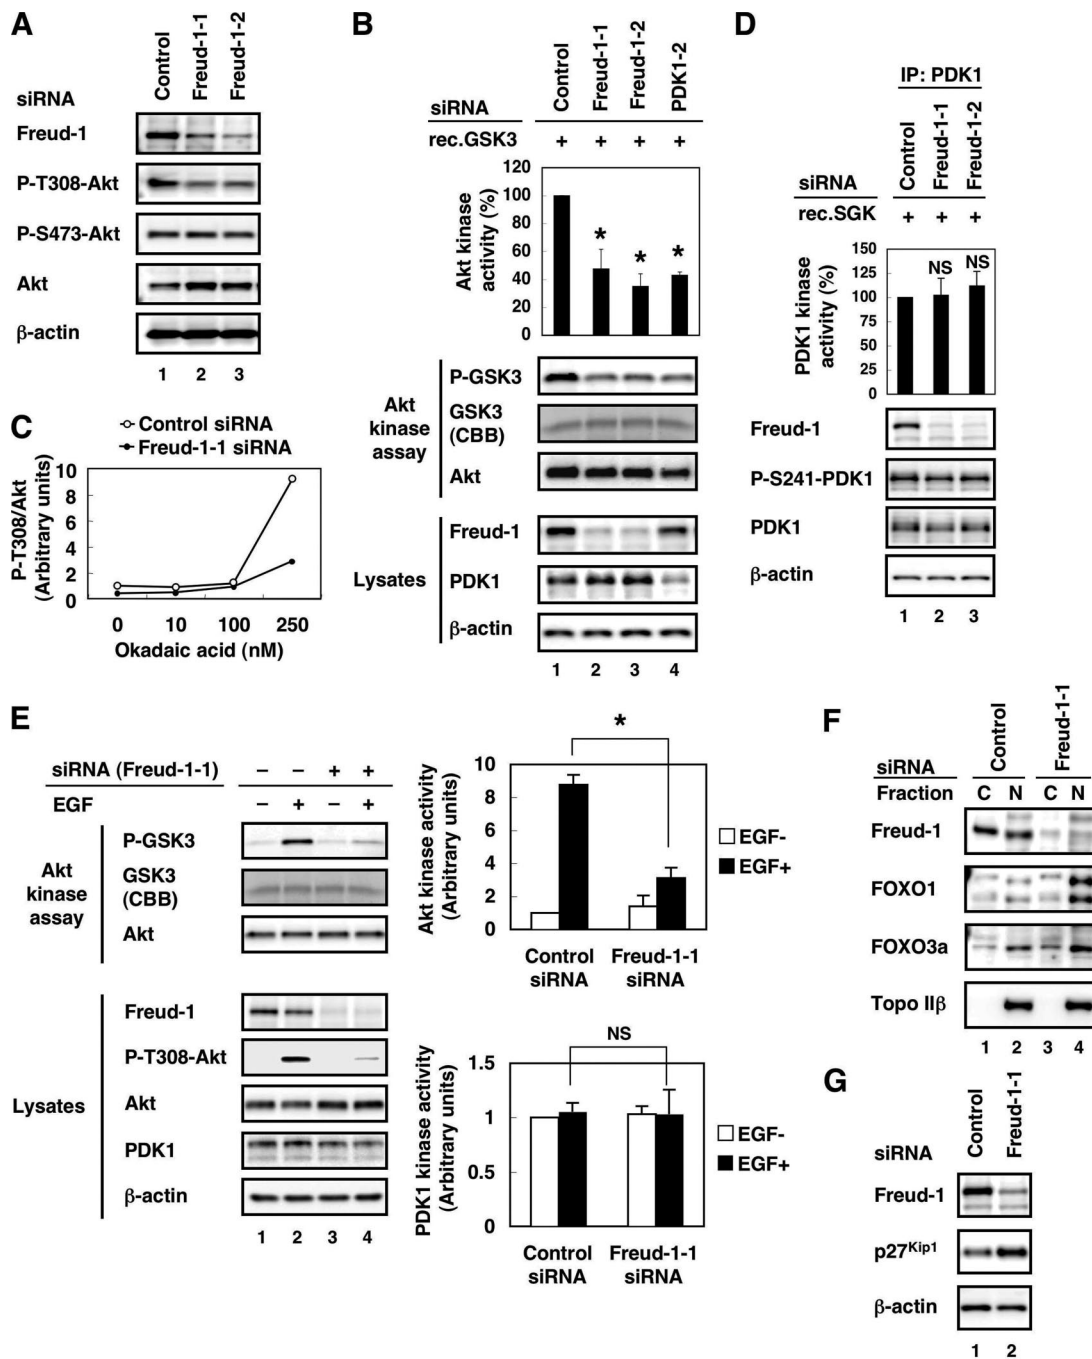 A
siRNA
Control
Freud-1-1
Freud-1-2
Freud-1
P-T308-Akt
P-S473-Akt
Akt
β-actin
1 2 3
B
siRNA
Control
Freud-1-1
Freud-1-2
PDK1-2
rec.GSK3 + + + +
Akt kinase
activity (%)
120
100
80
60
40
20
0
* * *
Akt
kinase
assay
P-GSK3
GSK3
(CBB)
Akt
Lysates
Freud-1
PDK1
β-actin
1 2 3 4
C
Control siRNA
Freud-1-1 siRNA
P-T308/Akt
(Arbitrary units)
10
8
6
4
2
0
0 10 100 250
Okadaic acid (nM)
D
IP: PDK1
siRNA
Control
Freud-1-1
Freud-1-2
rec.SGK + + +
PDK1 kinase
activity (%)
150
125
100
75
50
25
0
NS NS
Freud-1
P-S241-PDK1
PDK1
β-actin
1 2 3
E
siRNA (Freud-1-1) – – + +
EGF – + – +
Akt
kinase
assay
P-GSK3
GSK3
(CBB)
Akt
Lysates
Freud-1
P-T308-Akt
Akt
PDK1
β-actin
1 2 3 4
*
Akt kinase activity
(Arbitrary units)
10
8
6
4
2
0
EGF-
EGF+
Control
siRNA
Freud-1-1
siRNA
NS
PDK1 kinase activity
(Arbitrary units)
1.5
1
0.5
0
EGF-
EGF+
Control
siRNA
Freud-1-1
siRNA
F
siRNA
Control
Freud-1-1
Fraction C N C N
Freud-1
FOXO1
FOXO3a
Topo IIβ
1 2 3 4
G
siRNA
Control
Freud-1-1
Freud-1
p27Kip1
β-actin
1 2